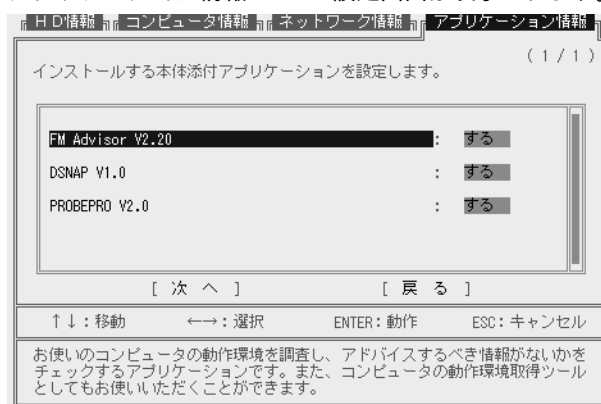 HD情報 コンピュータ情報 ネットワーク情報 アプリケーション情報
(1/1)
インストールする本体添付アプリケーションを設定します。
FM Advisor V2.20 : する
DSNAP V1.0 : する
PROBEPRO V2.0 : する
[ 次 へ ] [ 戻 る ]
↑↓:移動 ←→:選択 ENTER:動作 ESC:キャンセル
お使いのコンピュータの動作環境を調査し、アドバイスするべき情報がないかを
チェックするアプリケーションです。また、コンピュータの動作環境取得ツール
としてもお使いいただくことができます。